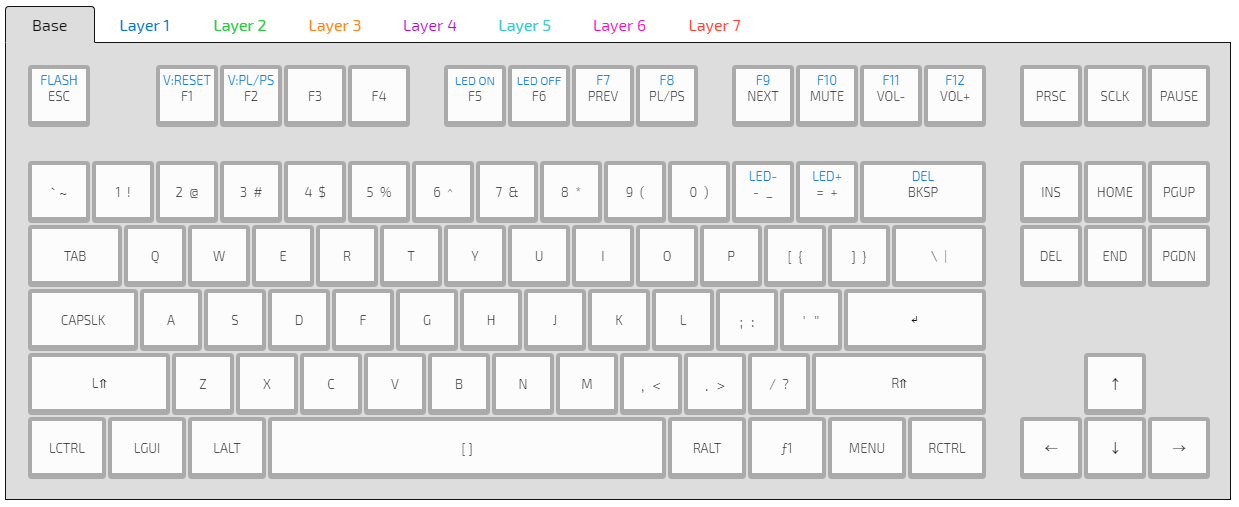 Base Layer 1 Layer 2 Layer 3 Layer 4 Layer 5 Layer 6 Layer 7
FLASH V:RESET V:PL/PS LED ON LED OFF F7 F8 F9 F10 F11 F12
ESC F1 F2 F3 F4 F5 F6 PREV PL/PS NEXT MUTE VOL- VOL+ PRSC SCLK PAUSE
LED- LED+ DEL
` ~ 1 ! 2 @ 3 # 4 $ 5 % 6 ^ 7 & 8 * 9 ( 0 ) - _ = + BKSP INS HOME PGUP
TAB Q W E R T Y U I O P [ { ] } \ | DEL END PGDN
CAPSLK A S D F G H J K L ; : ' " ↲
L⇑ Z X C V B N M , < . > / ? R⇑ ↑
LCTRL LGUI LALT [ ] RALT ƒ1 MENU RCTRL ← ↓ →